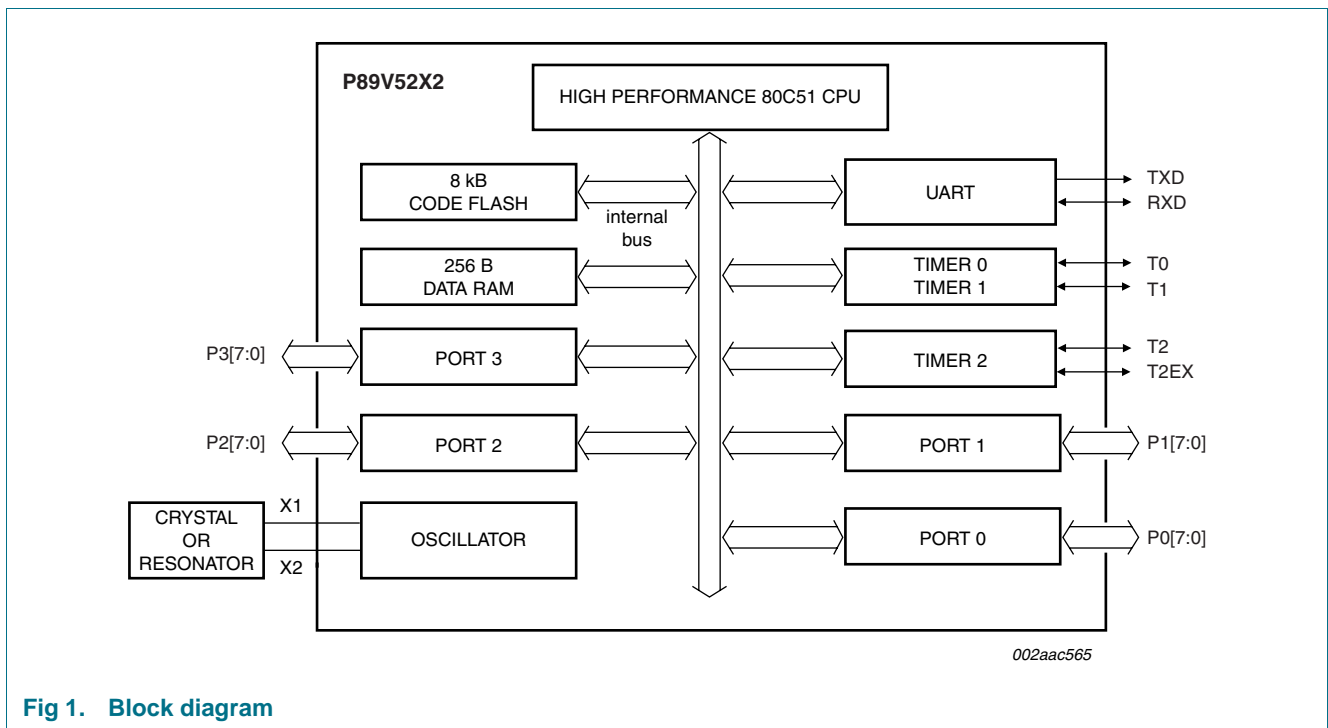 P89V52X2
HIGH PERFORMANCE 80C51 CPU
8 kB
CODE FLASH
internal
bus
UART
TXD
RXD
256 B
DATA RAM
TIMER 0
TIMER 1
T0
T1
P3[7:0]
PORT 3
TIMER 2
T2
T2EX
P2[7:0]
PORT 2
PORT 1
P1[7:0]
CRYSTAL
OR
RESONATOR
X1
X2
OSCILLATOR
PORT 0
P0[7:0]
002aac565
Fig 1. Block diagram